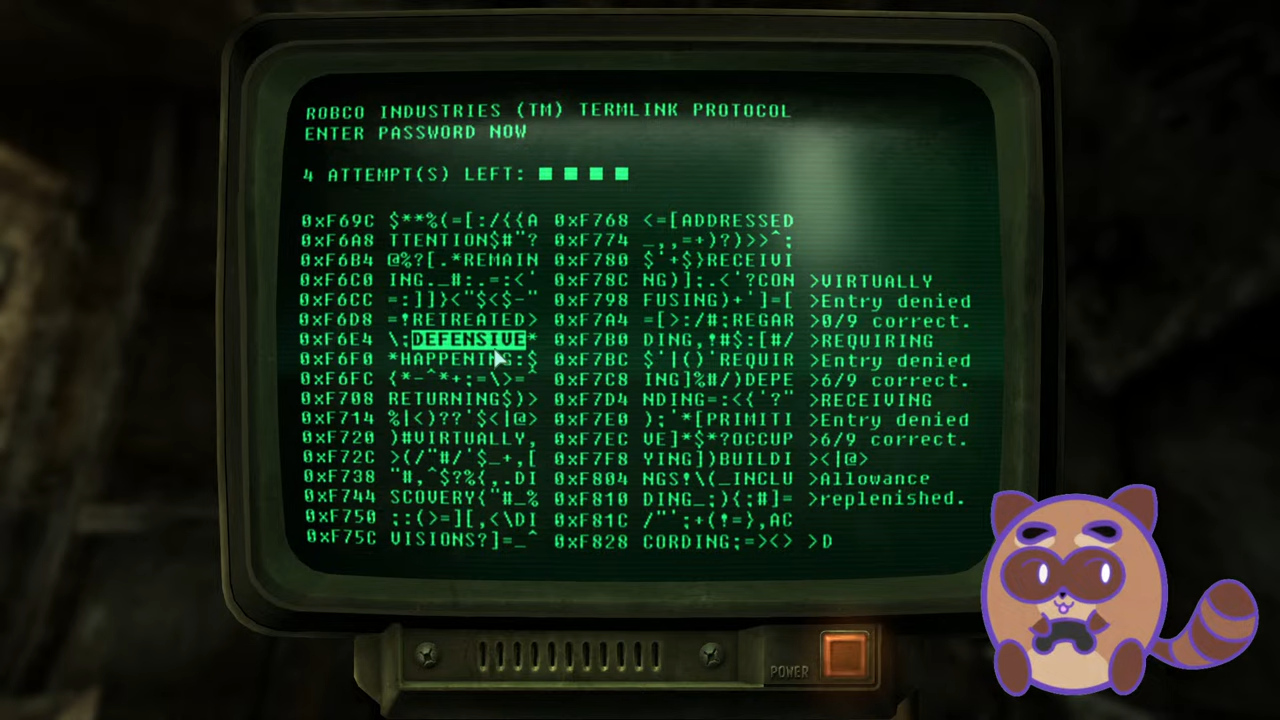 ROBCO INDUSTRIES (TM) TERMLINK PROTOCOL
ENTER PASSWORD NOW
4 ATTEMPT(S) LEFT: ■ ■ ■ ■
0xF69C $**%(=[:/{{A 0xF768 <=[ADDRESSED
0xF6A8 TTENTION$#"? 0xF774 _,,=+)?)>>^;
0xF6B4 @%?[.*REMAIN 0xF780 $'+$}RECEIVI
0xF6C0 ING._#:.=:<' 0xF78C NG)];.<'?CON >VIRTUALLY
0xF6CC =:]]}<"$<$-" 0xF798 FUSING)+']=[ >Entry denied
0xF6D8 =!RETREATED> 0xF7A4 =[>:/#;REGAR >0/9 correct.
0xF6E4 \;DEFENSIVE* 0xF7B0 DING,!#$:[#/ >REQUIRING
0xF6F0 *HAPPENING:$ 0xF7BC $'|()'REQUIR >Entry denied
0xF6FC {*-^*+;=\>=^ 0xF7C8 ING]%#/)DEPE >6/9 correct.
0xF708 RETURNING$)> 0xF7D4 NDING=:<{'?" >RECEIVING
0xF714 %|<)??'$<|@> 0xF7E0 );'*[PRIMITI >Entry denied
0xF720 )#VIRTUALLY, 0xF7EC VE]*$*?OCCUP >6/9 correct.
0xF72C >(/"#/'$_+,[ 0xF7F8 YING])BUILDI ><|@>
0xF738 "#,^$?%{,.DI 0xF804 NGS!\(_INCLU >Allowance
0xF744 SCOVERY{"#_% 0xF810 DING_;){;#]= >replenished.
0xF750 ;:(>=][,<\DI 0xF81C /"';+(!=},AC
0xF75C VISIONS?]=_^ 0xF828 CORDING;=><> >D
POWER